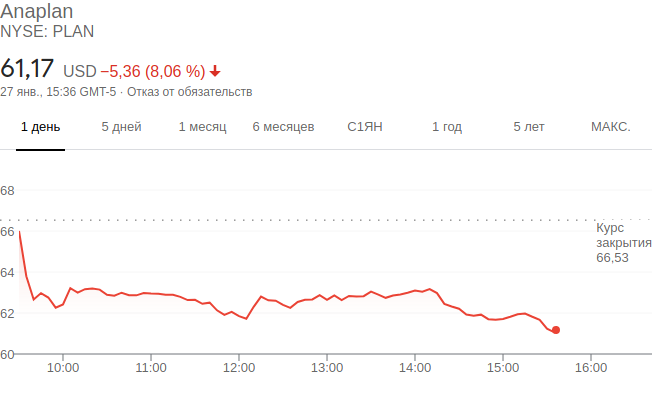 Anaplan
NYSE: PLAN
61,17 USD −5,36 (8,06 %)
27 янв., 15:36 GMT-5 · Отказ от обязательств
1 день 5 дней 1 месяц 6 месяцев С1ЯН 1 год 5 лет МАКС.
68
66
64
62
60
Курс
закрытия
66,53
10:00 11:00 12:00 13:00 14:00 15:00 16:00